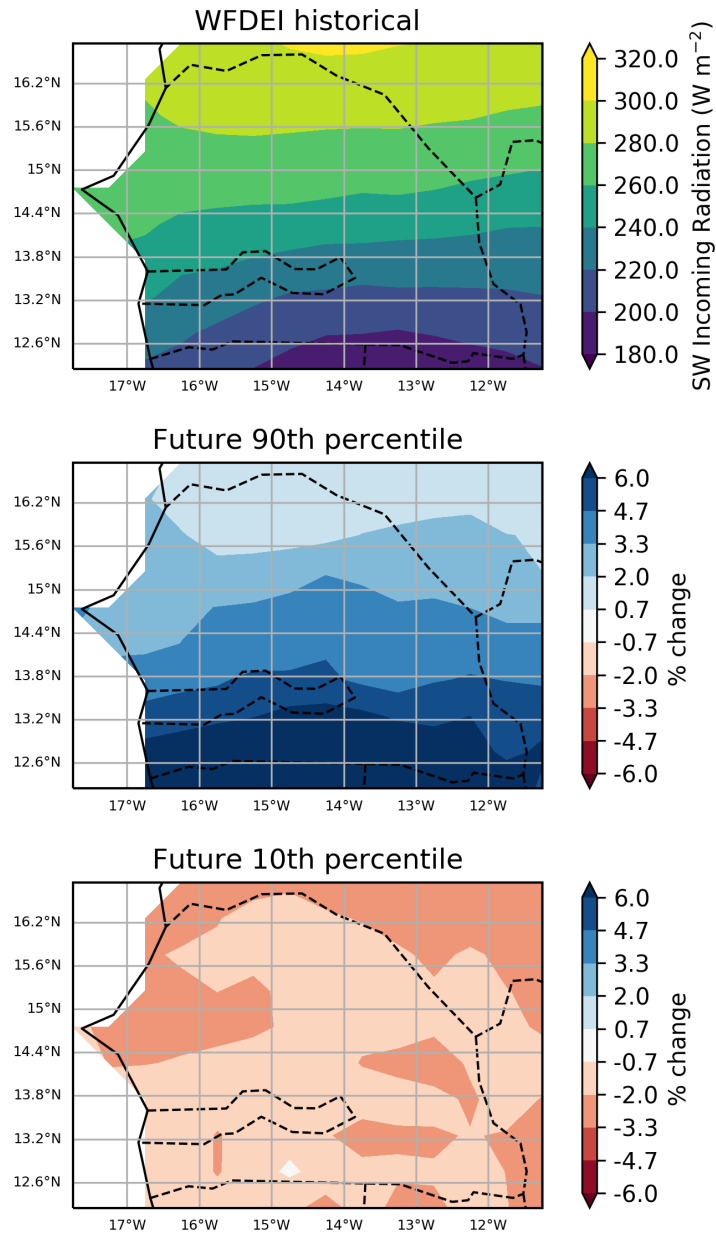 WFDEI historical
16.2°N
15.6°N
15°N
14.4°N
13.8°N
13.2°N
12.6°N
17°W 16°W 15°W 14°W 13°W 12°W
320.0
300.0
280.0
260.0
240.0
220.0
200.0
180.0
SW Incoming Radiation (W m⁻²)
Future 90th percentile
16.2°N
15.6°N
15°N
14.4°N
13.8°N
13.2°N
12.6°N
17°W 16°W 15°W 14°W 13°W 12°W
6.0
4.7
3.3
2.0
0.7
-0.7
-2.0
-3.3
-4.7
-6.0
% change
Future 10th percentile
16.2°N
15.6°N
15°N
14.4°N
13.8°N
13.2°N
12.6°N
17°W 16°W 15°W 14°W 13°W 12°W
6.0
4.7
3.3
2.0
0.7
-0.7
-2.0
-3.3
-4.7
-6.0
% change